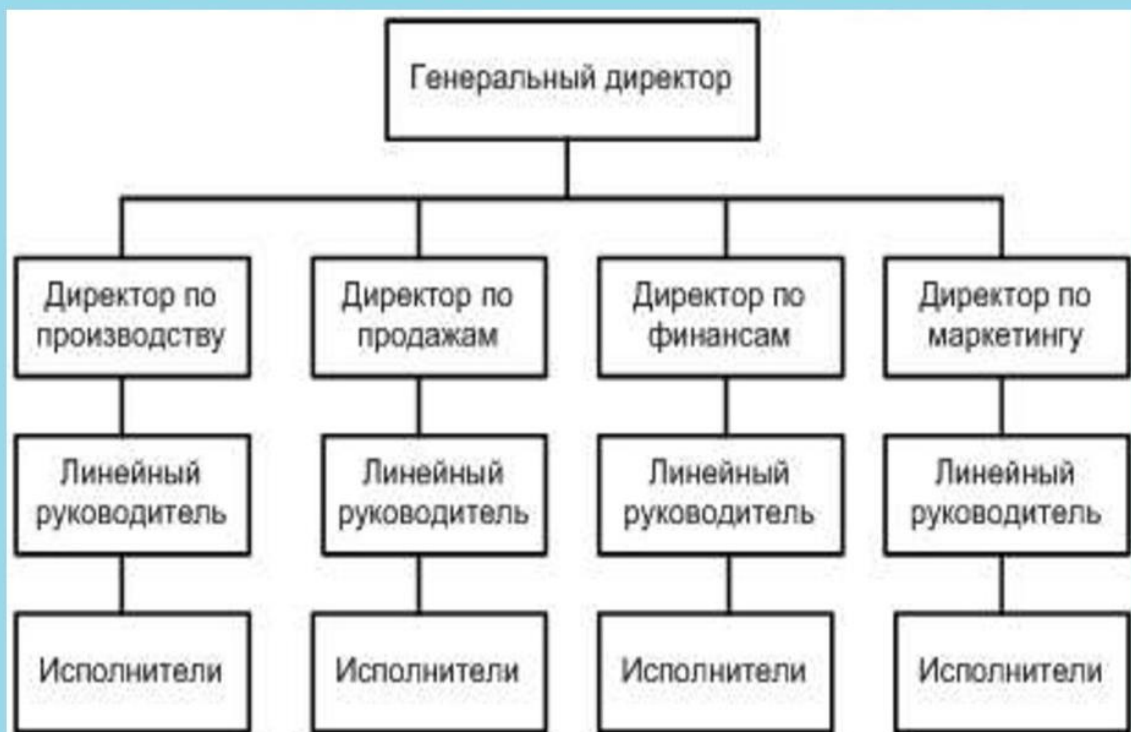 Генеральный директор
Директор по
производству
Директор по
продажам
Директор по
финансам
Директор по
маркетингу
Линейный
руководитель
Линейный
руководитель
Линейный
руководитель
Линейный
руководитель
Исполнители
Исполнители
Исполнители
Исполнители